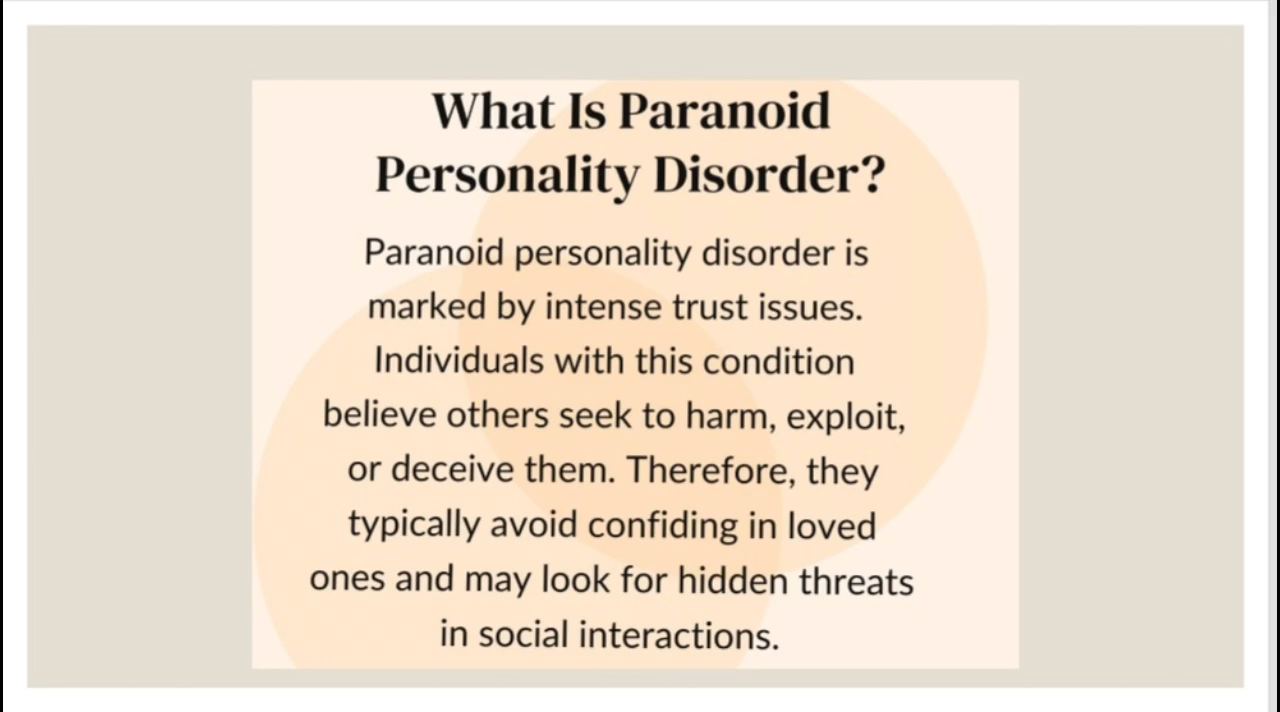 What Is Paranoid
Personality Disorder?
Paranoid personality disorder is
marked by intense trust issues.
Individuals with this condition
believe others seek to harm, exploit,
or deceive them. Therefore, they
typically avoid confiding in loved
ones and may look for hidden threats
in social interactions.